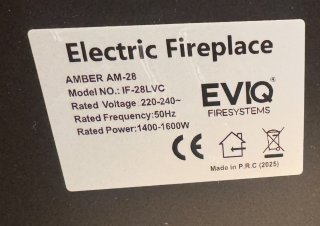 Electric Fireplace
AMBER AM-28
Model NO.: IF-28LVC
Rated Voltage:220-240~
Rated Frequency:50Hz
Rated Power:1400-1600W
EVIQ
FIRESYSTEMS
CE
Made in P.R.C (2025)